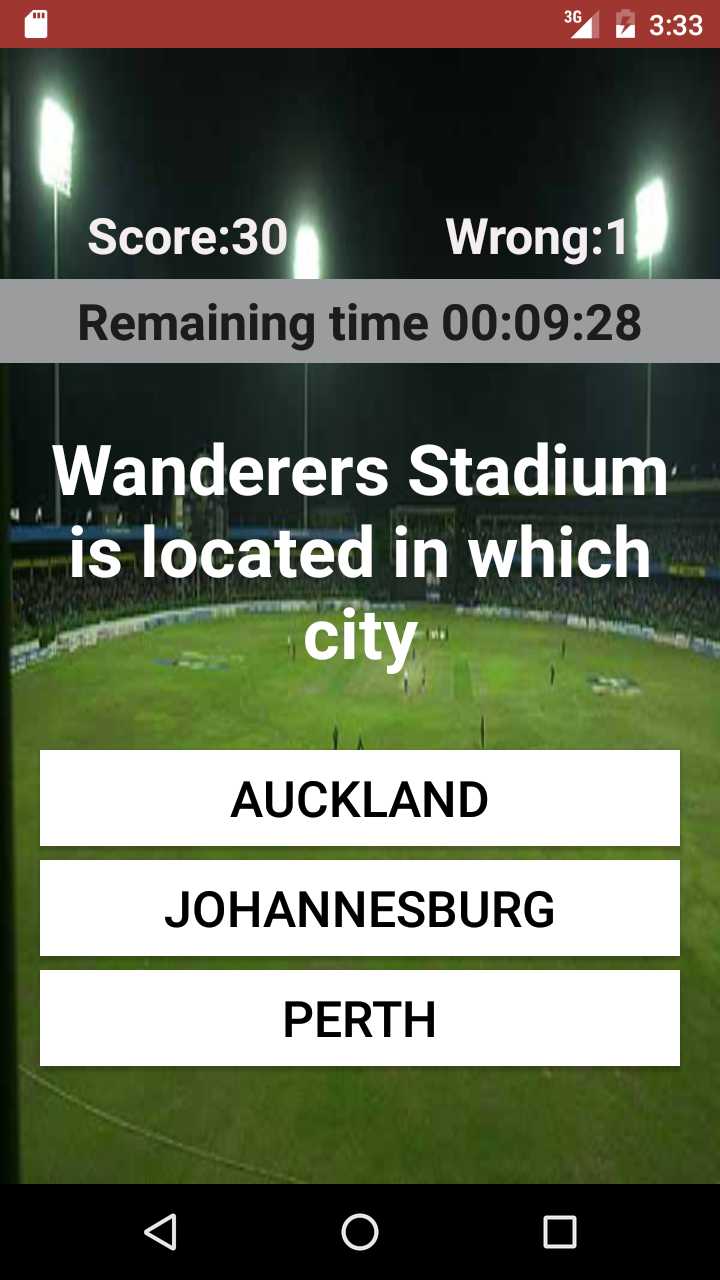 3G 3:33
Score:30 Wrong:1
Remaining time 00:09:28
Wanderers Stadium
is located in which
city
AUCKLAND
JOHANNESBURG
PERTH